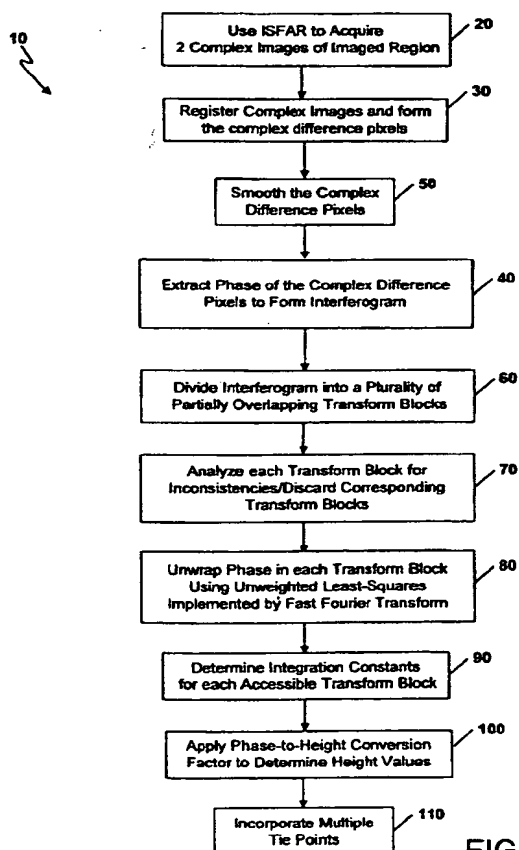 10
Use ISFAR to Acquire
2 Complex Images of Imaged Region
20
Register Complex Images and form
the complex difference pixels
30
Smooth the Complex
Difference Pixels
50
Extract Phase of the Complex Difference
Pixels to Form Interferogram
40
Divide Interferogram into a Plurality of
Partially Overlapping Transform Blocks
60
Analyze each Transform Block for
Inconsistencies/Discard Corresponding
Transform Blocks
70
Unwrap Phase in each Transform Block
Using Unweighted Least-Squares
Implemented by Fast Fourier Transform
80
Determine Integration Constants
for each Accessible Transform Block
90
Apply Phase-to-Height Conversion
Factor to Determine Height Values
100
Incorporate Multiple
Tie Points
110
FIG